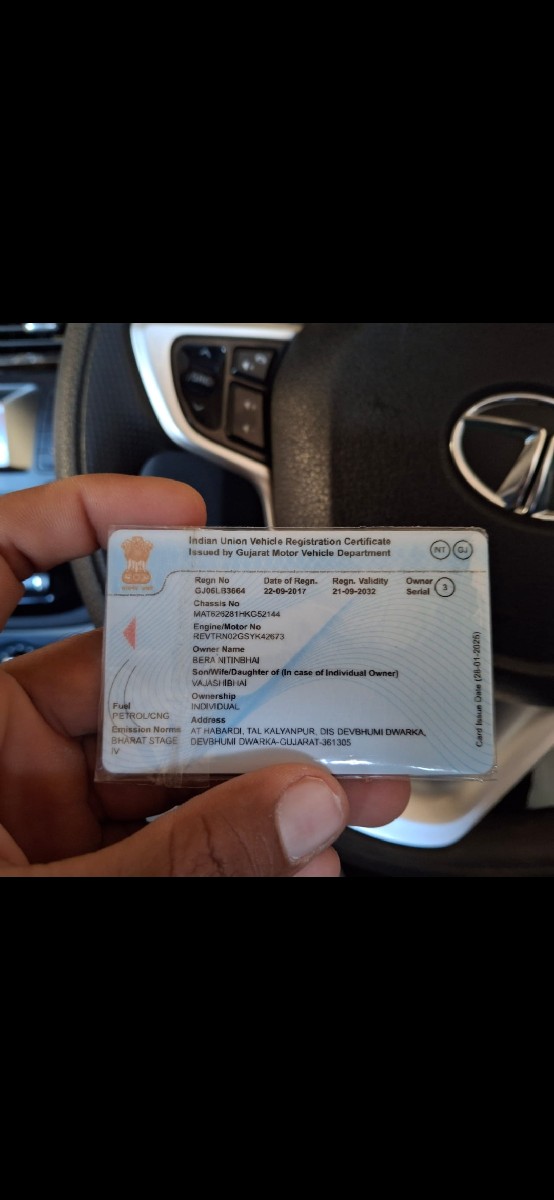 Indian Union Vehicle Registration Certificate
Issued by Gujarat Motor Vehicle Department
NT GJ
Regn No Date of Regn. Regn. Validity Owner Serial 3
GJ06LB3664 22-09-2017 21-09-2032
Chassis No
MAT626281HKG52144
Engine/Motor No
REVTRN02GSYK42673
Owner Name
BERA NITINBHAI
Son/Wife/Daughter of (In case of Individual Owner)
VAJASHIBHAI
Ownership
INDIVIDUAL
Address
AT HABARDI, TAL KALYANPUR, DIS DEVBHUMI DWARKA,
DEVBHUMI DWARKA-GUJARAT-361305
Fuel
PETROL/CNG
Emission Norms
BHARAT STAGE
IV
Card Issue Date (28-01-2025)